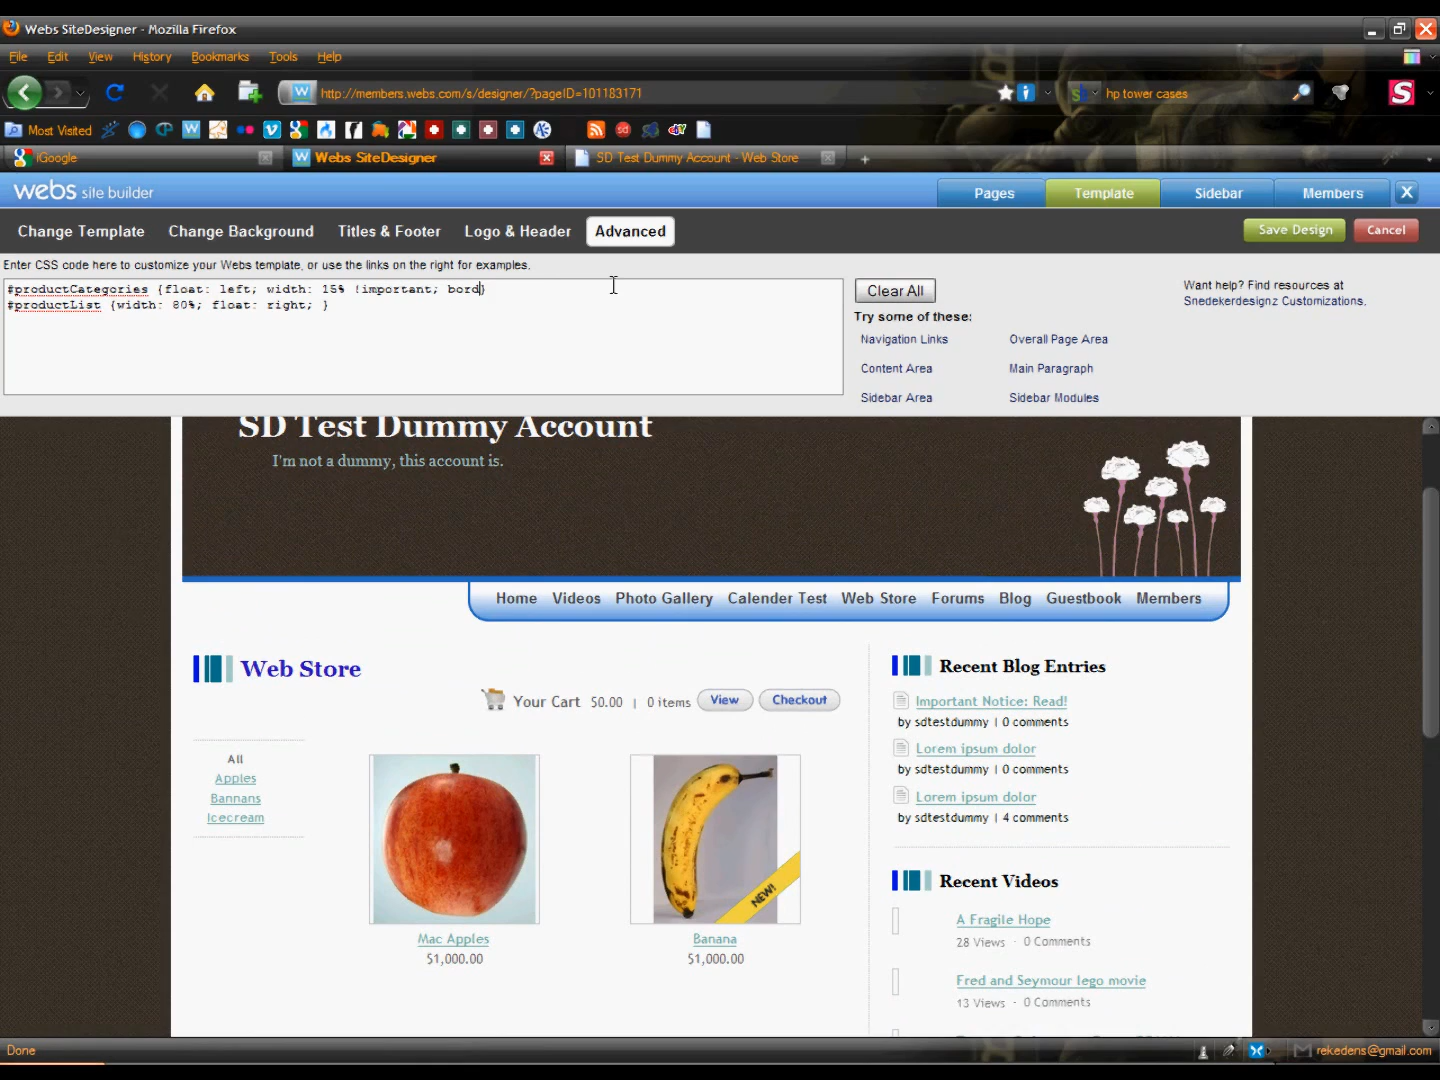 Webs SiteDesigner - Mozilla Firefox
File Edit View History Bookmarks Tools Help
W http://members.webs.com/s/designer/?pageID=101183171 hp tower cases S
Most Visited
iGoogle W Webs SiteDesigner SD Test Dummy Account - Web Store
webs site builder Pages Template Sidebar Members X
Change Template Change Background Titles & Footer Logo & Header Advanced Save Design Cancel
Enter CSS code here to customize your Webs template, or use the links on the right for examples.
#productCategories {float: left; width: 15% !important; bord}
#productList {width: 80%; float: right; }
Clear All
Try some of these:
Navigation Links Overall Page Area
Content Area Main Paragraph
Sidebar Area Sidebar Modules
Want help? Find resources at
Snedekerdesignz Customizations.
SD Test Dummy Account
I'm not a dummy, this account is.
Home Videos Photo Gallery Calender Test Web Store Forums Blog Guestbook Members
Web Store
Your Cart $0.00 | 0 items View Checkout
All
Apples
Bannans
Icecream
NEW!
Mac Apples
$1,000.00
Banana
$1,000.00
Recent Blog Entries
Important Notice: Read!
by sdtestdummy | 0 comments
Lorem ipsum dolor
by sdtestdummy | 0 comments
Lorem ipsum dolor
by sdtestdummy | 4 comments
Recent Videos
A Fragile Hope
28 Views - 0 Comments
Fred and Seymour lego movie
13 Views - 0 Comments
Done rekedens@gmail.com